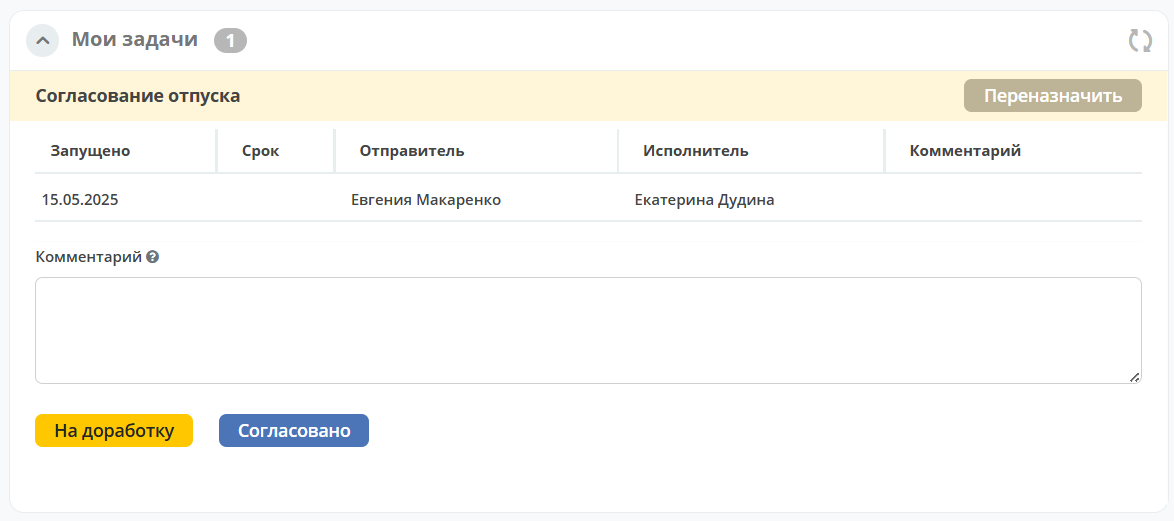 Мои задачи 1
Согласование отпуска Переназначить
Запущено Срок Отправитель Исполнитель Комментарий
15.05.2025 Евгения Макаренко Екатерина Дудина
Комментарий ?
На доработку Согласовано